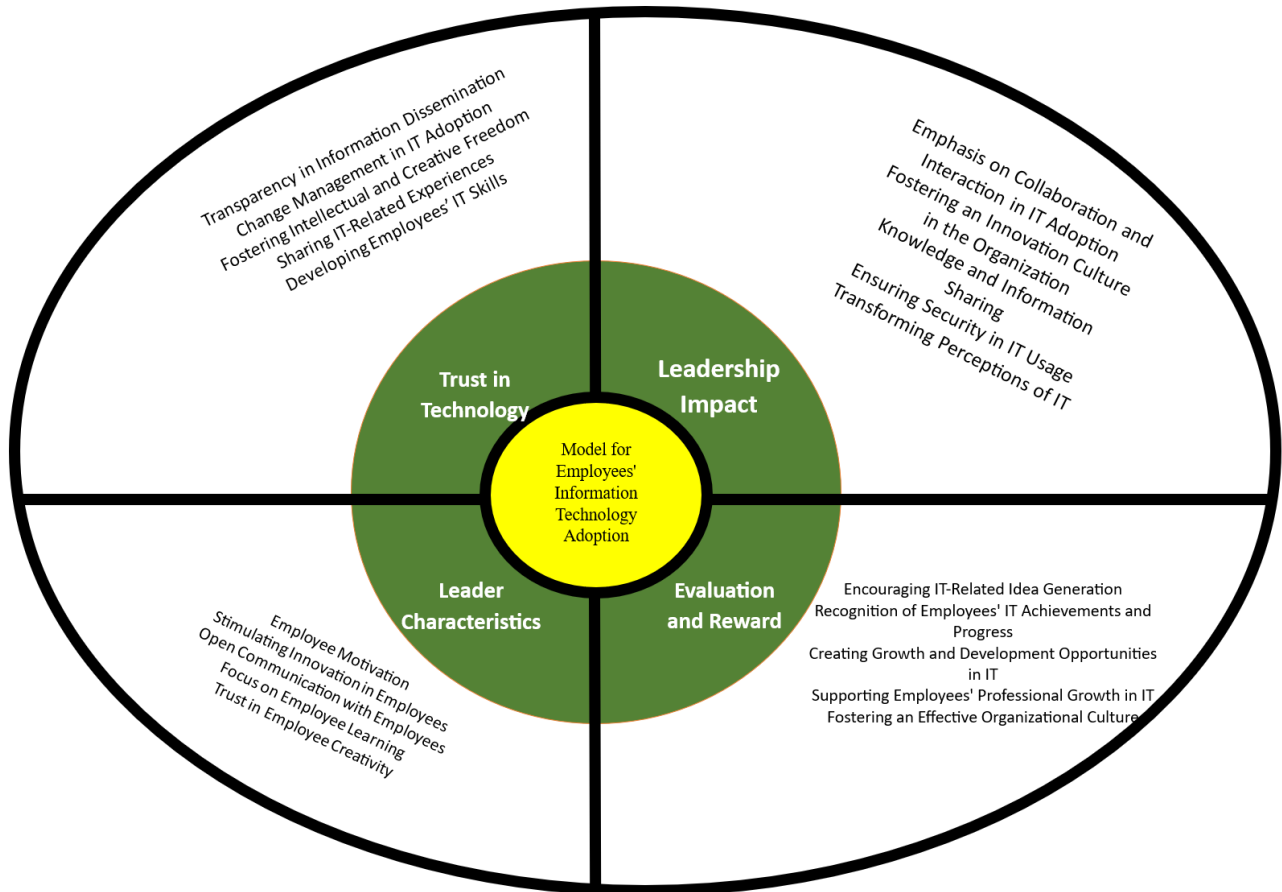 Transparency in Information Dissemination
Change Management in IT Adoption
Fostering Intellectual and Creative Freedom
Sharing IT-Related Experiences
Developing Employees' IT Skills
Emphasis on Collaboration and
Interaction in IT Adoption
Fostering an Innovation Culture
in the Organization
Knowledge and Information
Sharing
Ensuring Security in IT Usage
Transforming Perceptions of IT
Trust in
Technology
Leadership
Impact
Model for
Employees'
Information
Technology
Adoption
Leader
Characteristics
Evaluation
and Reward
Employee Motivation
Stimulating Innovation in Employees
Open Communication with Employees
Focus on Employee Learning
Trust in Employee Creativity
Encouraging IT-Related Idea Generation
Recognition of Employees' IT Achievements and
Progress
Creating Growth and Development Opportunities
in IT
Supporting Employees' Professional Growth in IT
Fostering an Effective Organizational Culture